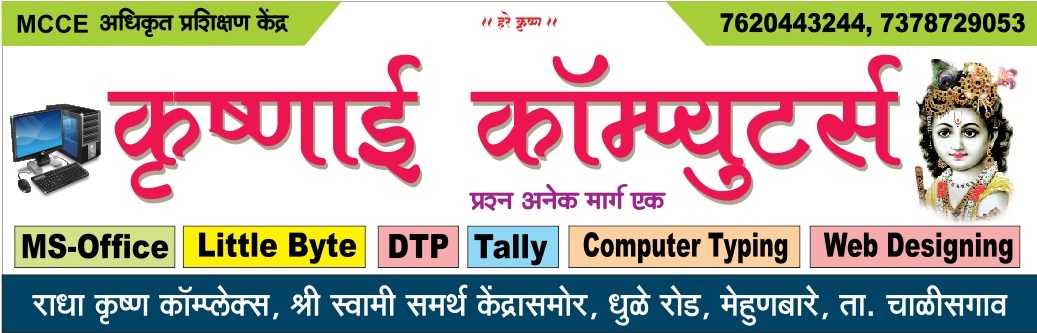 MCCE अधिकृत प्रशिक्षण केंद्र
॥ हरे कृष्ण ॥
7620443244, 7378729053
कृष्णाई कॉम्प्युटर्स
प्रश्न अनेक मार्ग एक
MS-Office Little Byte DTP Tally Computer Typing Web Designing
राधा कृष्ण कॉम्प्लेक्स, श्री स्वामी समर्थ केंद्रासमोर, धुळे रोड, मेहुणबारे, ता. चाळीसगाव